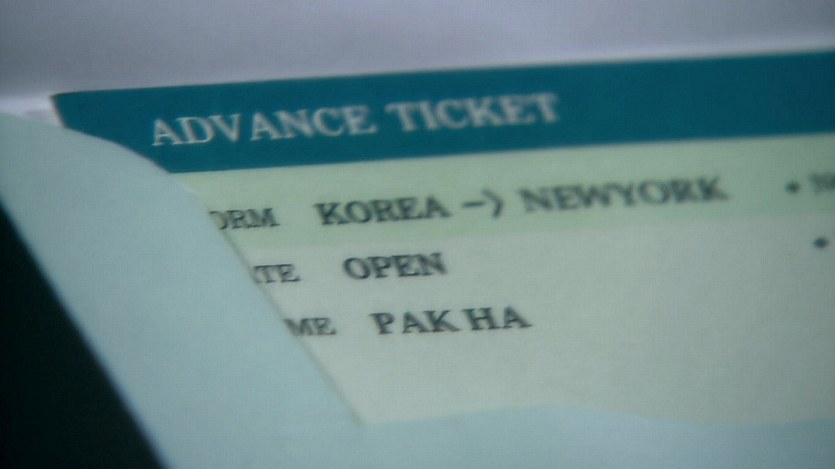 ADVANCE TICKET
ORM KOREA -> NEWYORK
TE OPEN
ME PAK HA